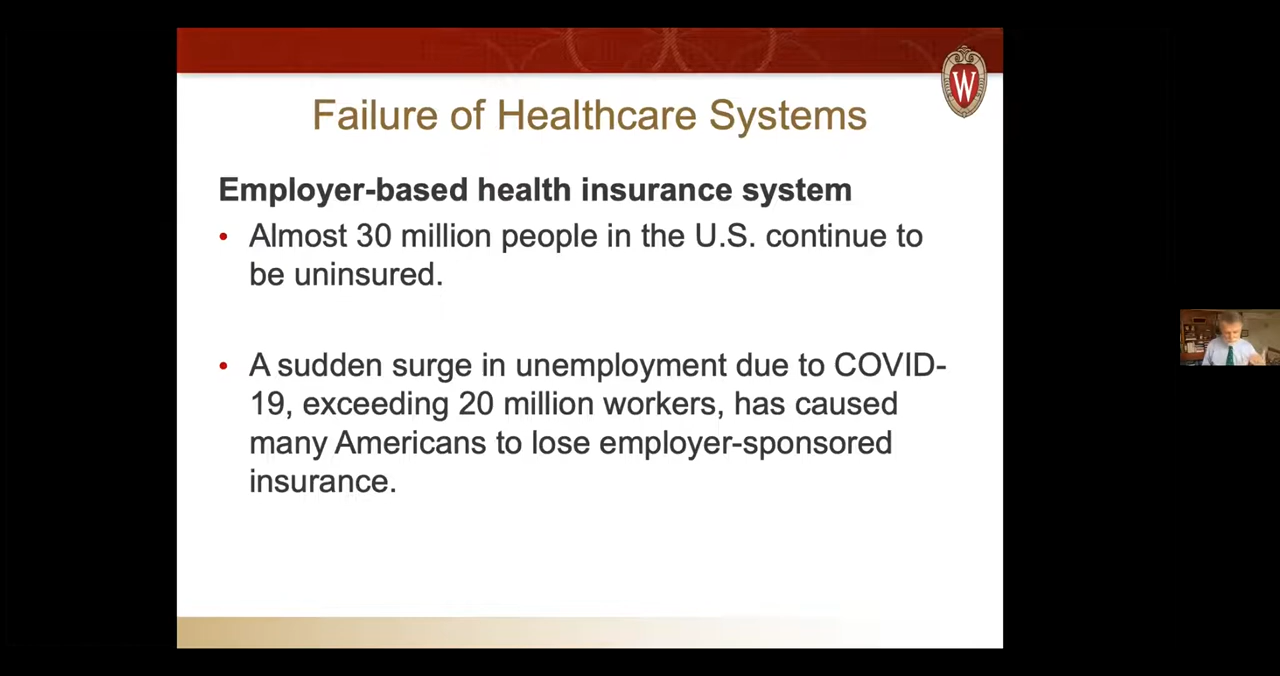 W
Failure of Healthcare Systems
Employer-based health insurance system
• Almost 30 million people in the U.S. continue to
be uninsured.
• A sudden surge in unemployment due to COVID-
19, exceeding 20 million workers, has caused
many Americans to lose employer-sponsored
insurance.